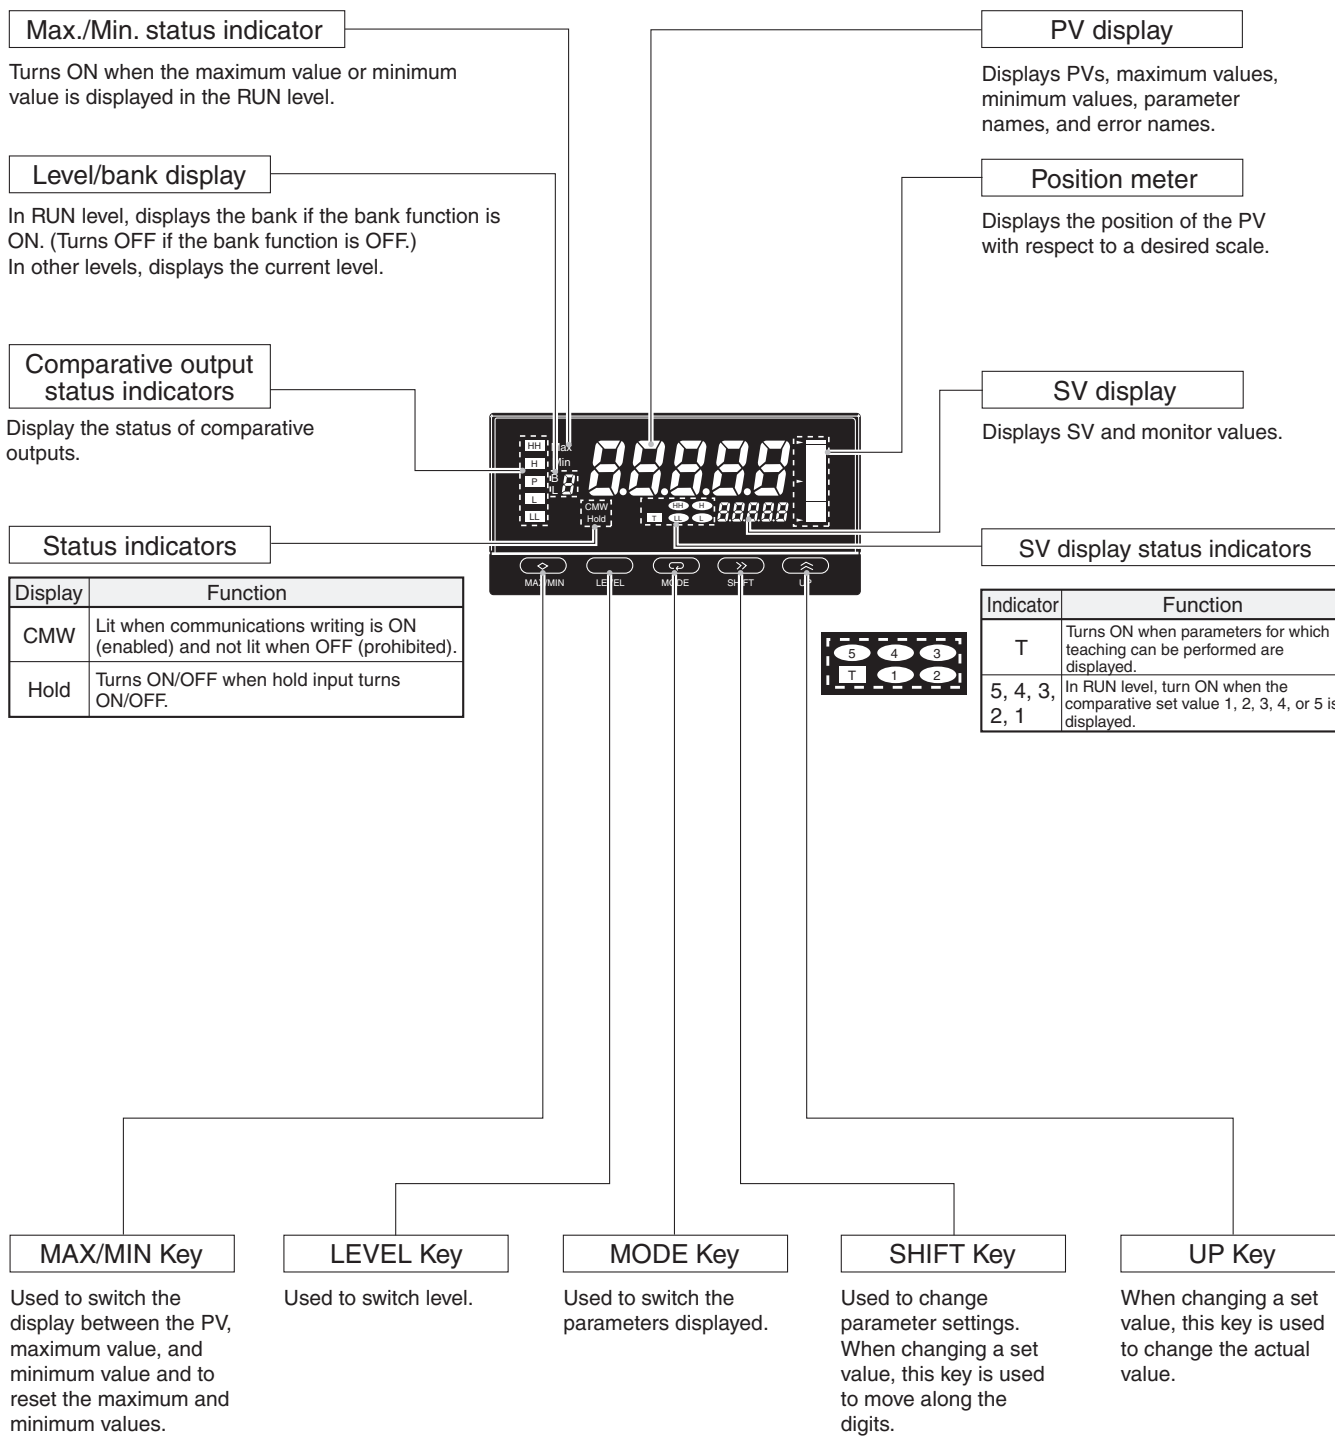 Max./Min. status indicator
Turns ON when the maximum value or minimum
value is displayed in the RUN level.
Level/bank display
In RUN level, displays the bank if the bank function is
ON. (Turns OFF if the bank function is OFF.)
In other levels, displays the current level.
Comparative output
status indicators
Display the status of comparative
outputs.
Status indicators
Display Function
CMW Lit when communications writing is ON
(enabled) and not lit when OFF (prohibited).
Hold Turns ON/OFF when hold input turns
ON/OFF.
PV display
Displays PVs, maximum values,
minimum values, parameter
names, and error names.
Position meter
Displays the position of the PV
with respect to a desired scale.
SV display
Displays SV and monitor values.
SV display status indicators
Indicator Function
T Turns ON when parameters for which
teaching can be performed are
displayed.
5, 4, 3,
2, 1
In RUN level, turn ON when the
comparative set value 1, 2, 3, 4, or 5 is
displayed.
HH
H
P
L
LL
Max
Min
B
L
8
88888
CMW
Hold
HH H
T LL L
88888
MAX/MIN LEVEL MODE SHIFT UP
5 4 3
T 1 2
MAX/MIN Key
Used to switch the
display between the PV,
maximum value, and
minimum value and to
reset the maximum and
minimum values.
LEVEL Key
Used to switch level.
MODE Key
Used to switch the
parameters displayed.
SHIFT Key
Used to change
parameter settings.
When changing a set
value, this key is used
to move along the
digits.
UP Key
When changing a set
value, this key is used
to change the actual
value.